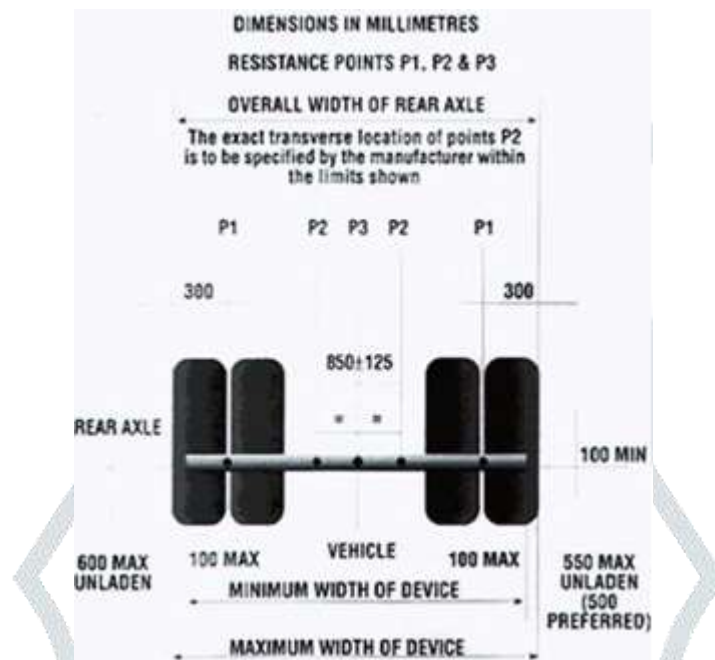 DIMENSIONS IN MILLIMETRES
RESISTANCE POINTS P1, P2 & P3
OVERALL WIDTH OF REAR AXLE
The exact transverse location of points P2
is to be specified by the manufacturer within
the limits shown
P1 P2 P3 P2 P1
300 300
850±125
REAR AXLE
100 MIN
600 MAX
UNLADEN
100 MAX
VEHICLE
100 MAX
550 MAX
UNLADEN
(500
PREFERRED)
MINIMUM WIDTH OF DEVICE
MAXIMUM WIDTH OF DEVICE